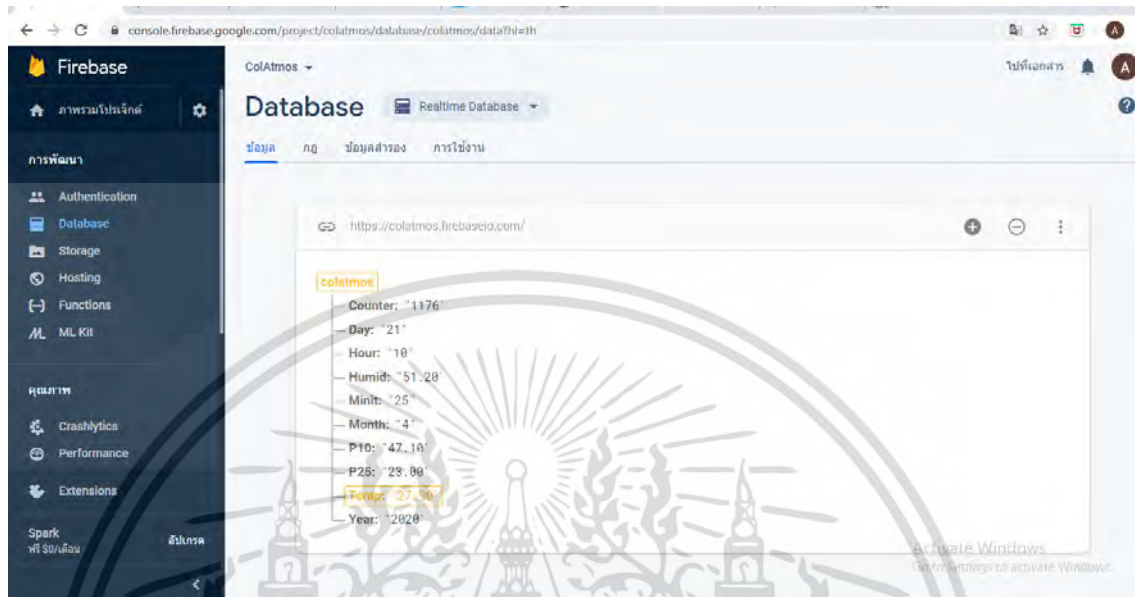 console.firebase.google.com/project/colatmos/database/colatmos/data?hl=th
A
Firebase
ColAtmos
ไปที่เอกสาร
A
ภาพรวมโปรเจ็กต์
Database
Realtime Database
?
ข้อมูล กฎ ข้อมูลสำรอง การใช้งาน
การพัฒนา
Authentication
Database
Storage
Hosting
Functions
ML Kit
คุณภาพ
Crashlytics
Performance
Extensions
Spark
ฟรี $0/เดือน
อัปเกรด
https://colatmos.firebaseio.com/
colatmos
Counter: "1176"
Day: "21"
Hour: "10"
Humid: "51.20"
Minit: "25"
Month: "4"
P10: "47.10"
P25: "23.00"
Temp: "27.90"
Year: "2020"
Activate Windows
Go to Settings to activate Windows.